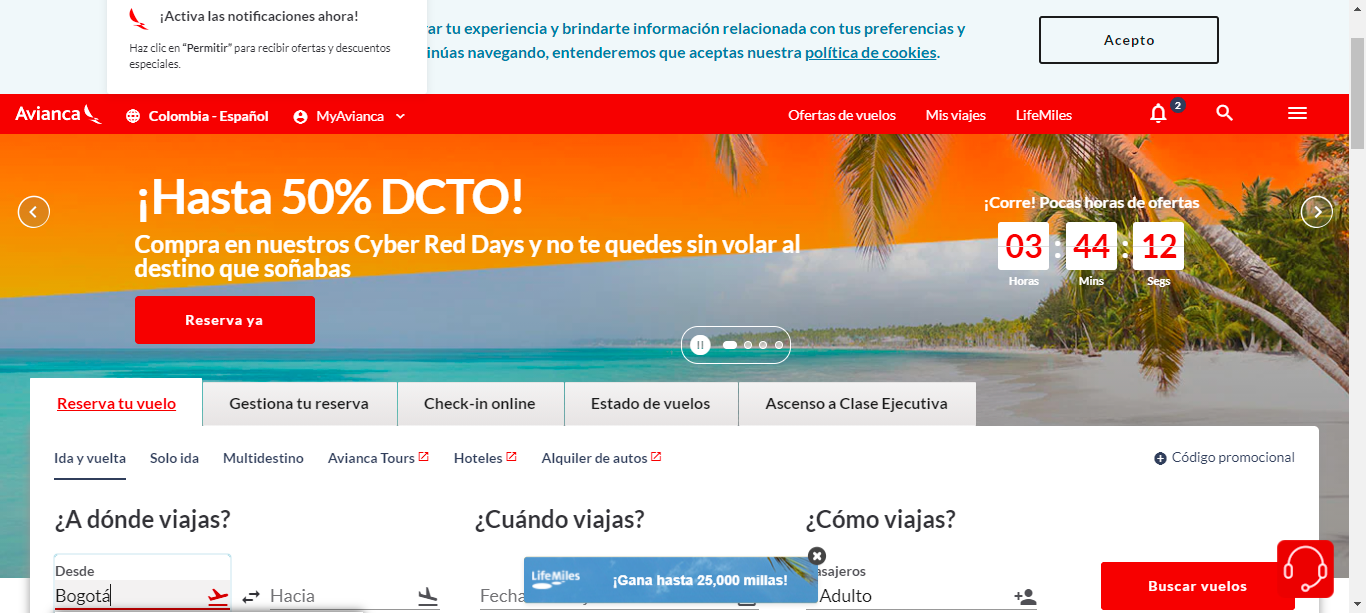 ¡Activa las notificaciones ahora!
Haz clic en “Permitir” para recibir ofertas y descuentos
especiales.
rar tu experiencia y brindarte información relacionada con tus preferencias y
tinúas navegando, entenderemos que aceptas nuestra política de cookies.
Acepto
Avianca
Colombia - Español
MyAvianca
Ofertas de vuelos
Mis viajes
LifeMiles
2
¡Hasta 50% DCTO!
Compra en nuestros Cyber Red Days y no te quedes sin volar al
destino que soñabas
Reserva ya
¡Corre! Pocas horas de ofertas
03 : 44 : 12
Horas Mins Segs
Reserva tu vuelo
Gestiona tu reserva
Check-in online
Estado de vuelos
Ascenso a Clase Ejecutiva
Ida y vuelta
Solo ida
Multidestino
Avianca Tours
Hoteles
Alquiler de autos
Código promocional
¿A dónde viajas?
¿Cuándo viajas?
¿Cómo viajas?
Desde
Bogotá
Hacia
Fecha
LifeMiles
¡Gana hasta 25,000 millas!
asajeros
Adulto
Buscar vuelos